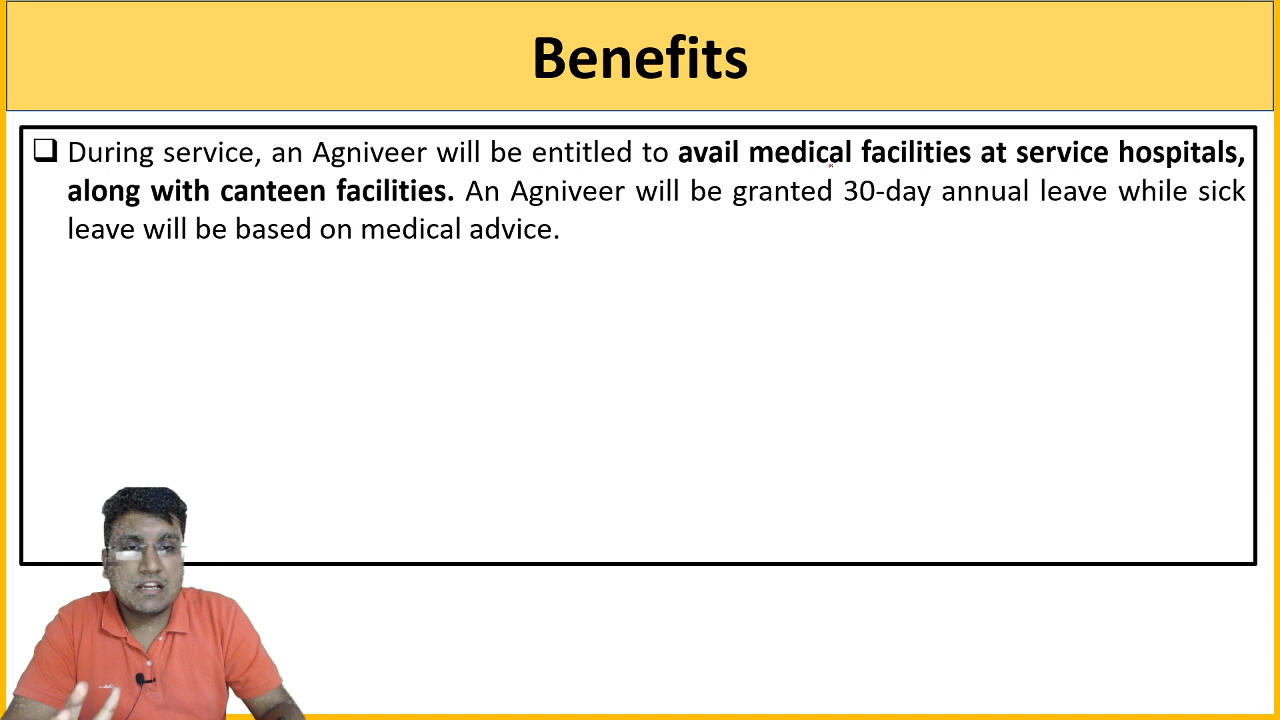 Benefits
❑ During service, an Agniveer will be entitled to avail medical facilities at service hospitals,
along with canteen facilities. An Agniveer will be granted 30-day annual leave while sick
leave will be based on medical advice.